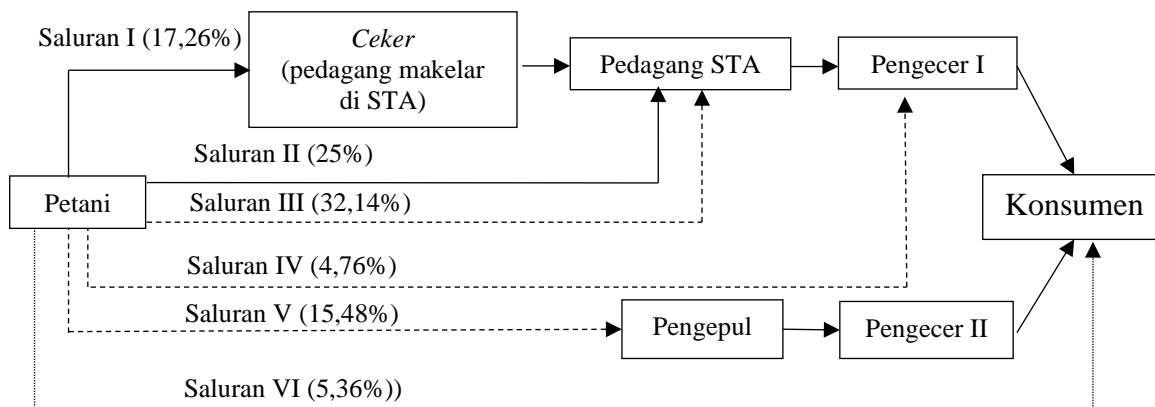 Saluran I (17,26%)
Ceker
(pedagang makelar
di STA)
Pedagang STA
Pengecer I
Saluran II (25%)
Petani
Saluran III (32,14%)
Konsumen
Saluran IV (4,76%)
Saluran V (15,48%)
Pengepul
Pengecer II
Saluran VI (5,36%))